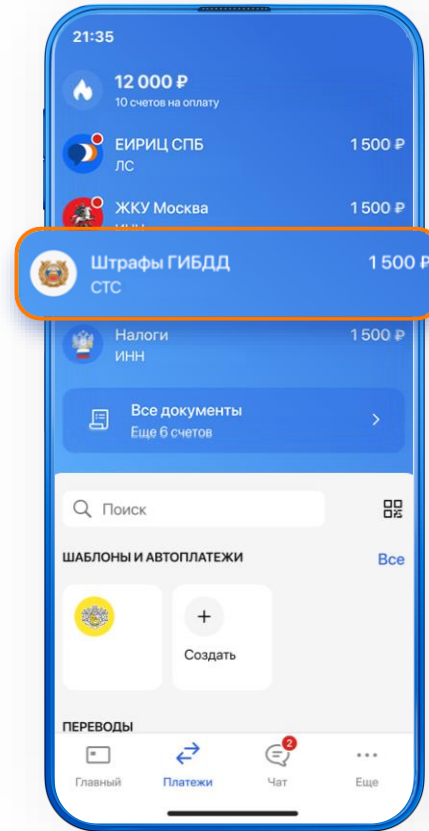 21:35
12 000 ₽
10 счетов на оплату
ЕИРИЦ СПБ 1 500 ₽
ЛС
ЖКУ Москва 1 500 ₽
Штрафы ГИБДД 1 500 ₽
СТС
Налоги 1 500 ₽
ИНН
Все документы
Еще 6 счетов
Поиск
ШАБЛОНЫ И АВТОПЛАТЕЖИ Все
+
Создать
ПЕРЕВОДЫ
2
Главный Платежи Чат Еще